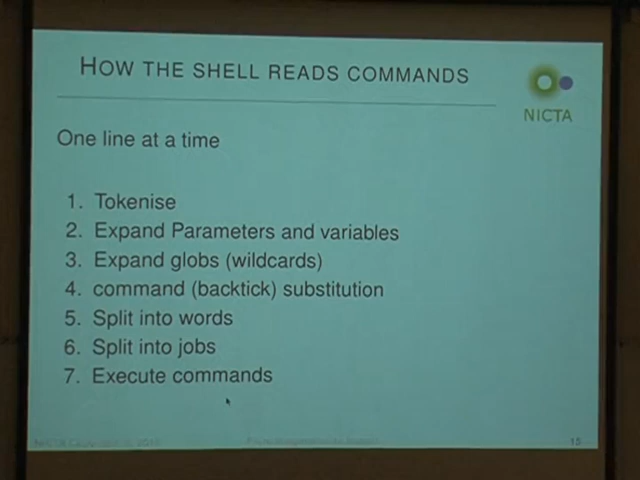 HOW THE SHELL READS COMMANDS
NICTA
One line at a time
1. Tokenise
2. Expand Parameters and variables
3. Expand globs (wildcards)
4. command (backtick) substitution
5. Split into words
6. Split into jobs
7. Execute commands
15